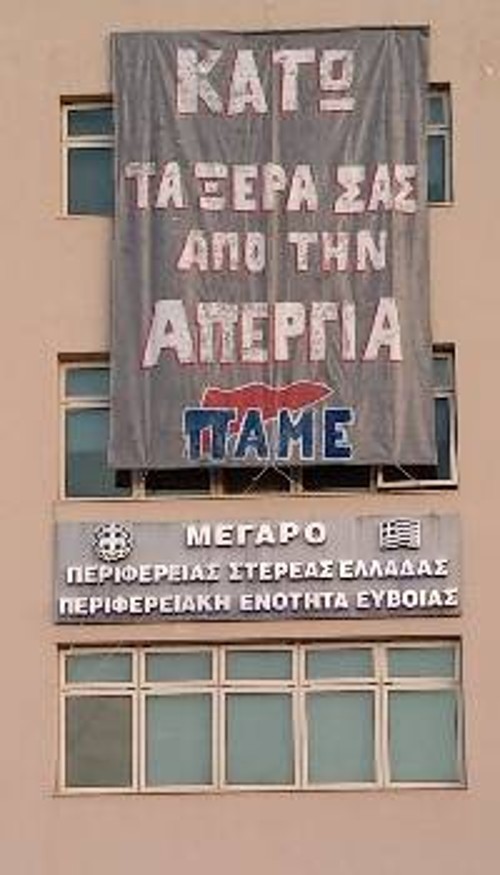 ΚΑΤΩ
ΤΑ ΞΕΡΑ ΣΑΣ
ΑΠΟ ΤΗΝ
ΑΠΕΡΓΙΑ
ΠΑΜΕ
ΜΕΓΑΡΟ
ΠΕΡΙΦΕΡΕΙΑΣ ΣΤΕΡΕΑΣ ΕΛΛΑΔΑΣ
ΠΕΡΙΦΕΡΕΙΑΚΗ ΕΝΟΤΗΤΑ ΕΥΒΟΙΑΣ